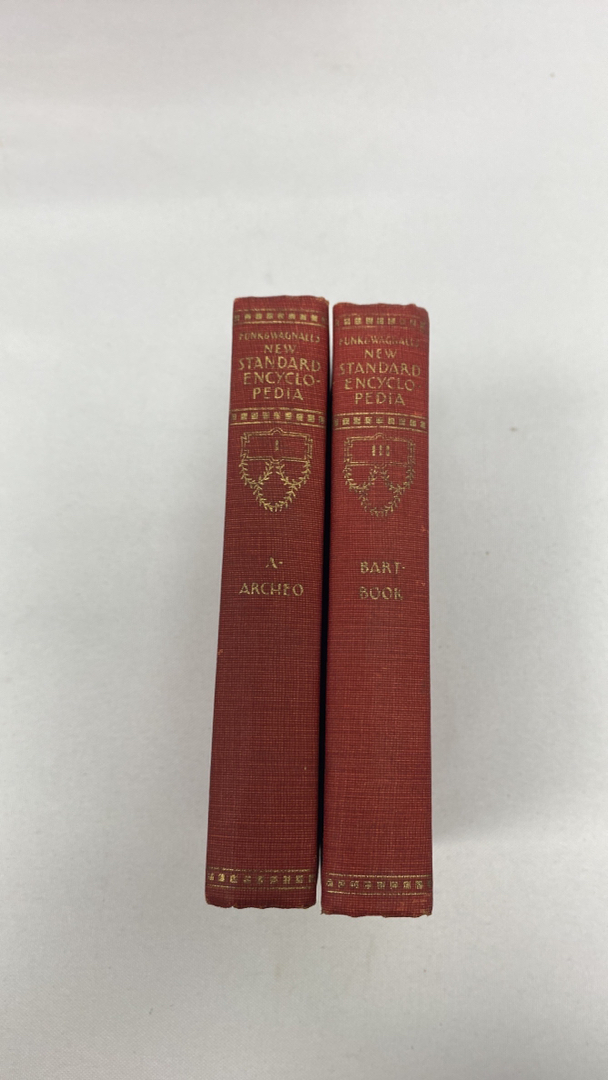 FUNK & WAGNALLS
NEW
STANDARD
ENCYCLO-
PEDIA
I
A-
ARCHEO
FUNK & WAGNALLS
NEW
STANDARD
ENCYCLO
PEDIA
III
BART-
BOOK